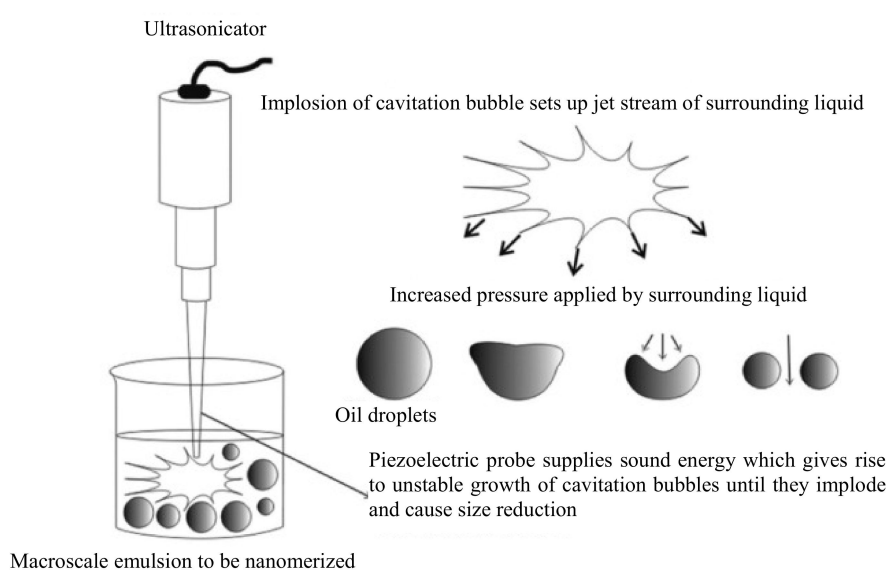 Ultrasonicator
Implosion of cavitation bubble sets up jet stream of surrounding liquid
Increased pressure applied by surrounding liquid
Oil droplets
Piezoelectric probe supplies sound energy which gives rise
to unstable growth of cavitation bubbles until they implode
and cause size reduction
Macroscale emulsion to be nanomerized